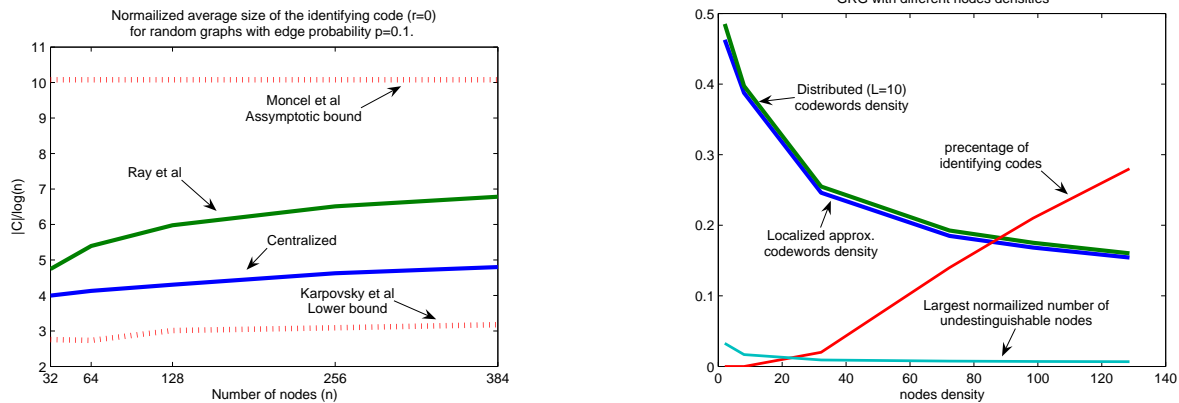 Normailized average size of the identifying code (r=0)
for random graphs with edge probability p=0.1.
11
10
9
8
7
6
5
4
3
2
|C|/log(n)
Moncel et al
Assymptotic bound
Ray et al
Centralized
Karpovsky et al
Lower bound
32
64
128
256
384
Number of nodes (n)
GRG with different nodes densities
0.5
0.4
0.3
0.2
0.1
0
Distributed (L=10)
codewords density
precentage of
identifying codes
Localized approx.
codewords density
Largest normailized number of
undestinguishable nodes
0
20
40
60
80
100
120
140
nodes density